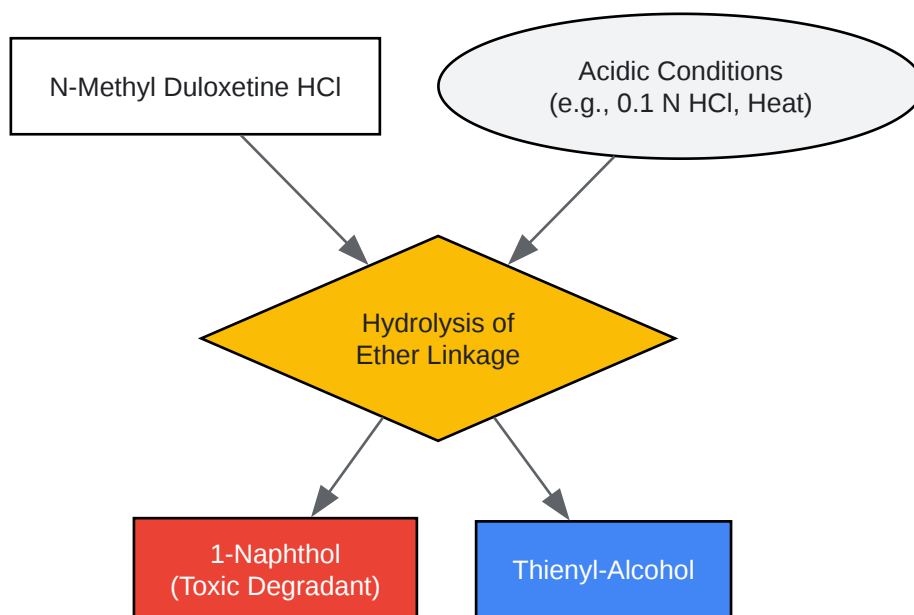 N-Methyl Duloxetine HCl
Acidic Conditions
(e.g., 0.1 N HCl, Heat)
Hydrolysis of
Ether Linkage
1-Naphthol
(Toxic Degradant)
Thienyl-Alcohol